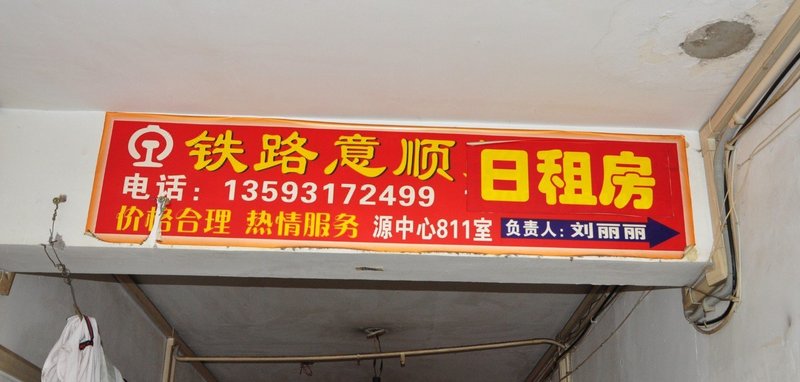 铁路意顺 日租房
电话：13593172499
价格合理 热情服务 源中心811室 负责人：刘丽丽